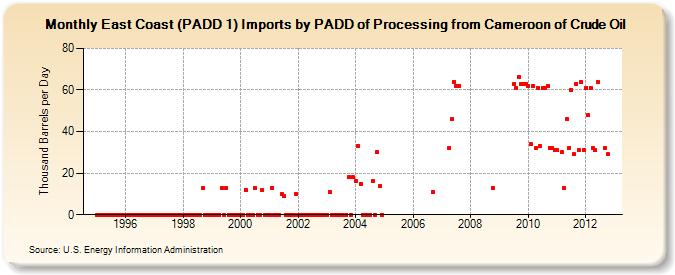 Monthly East Coast (PADD 1) Imports by PADD of Processing from Cameroon of Crude Oil
Thousand Barrels per Day
80
60
40
20
0
1996 1998 2000 2002 2004 2006 2008 2010 2012
Source: U.S. Energy Information Administration